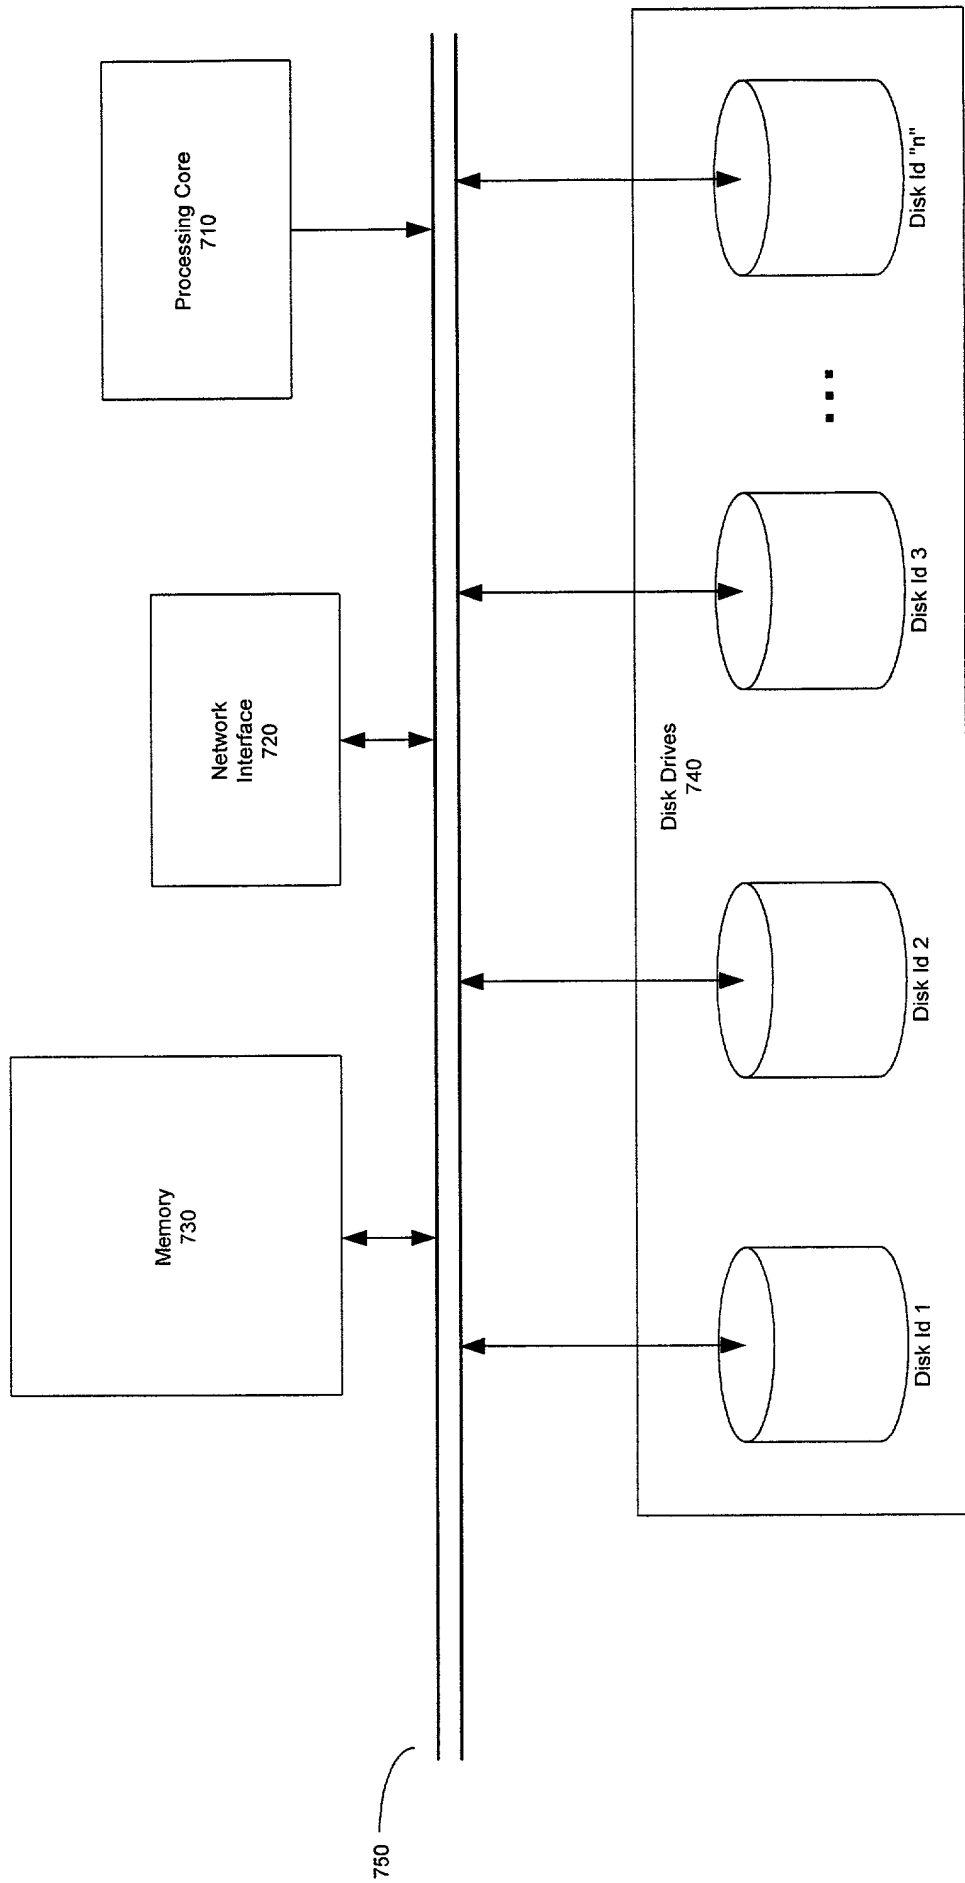 750
Memory
730
Network
Interface
720
Processing Core
710
Disk Drives
740
Disk Id 1
Disk Id 2
Disk Id 3
Disk Id "n"